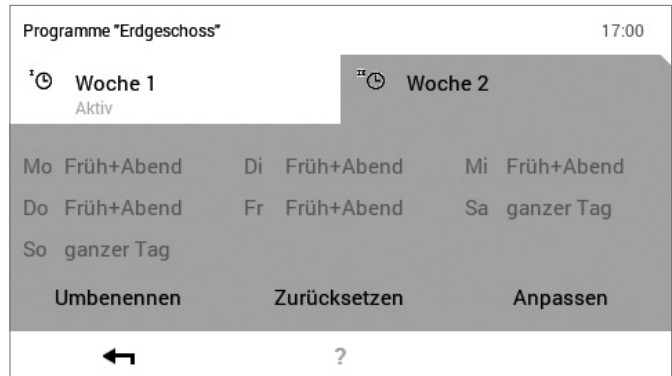 Programme "Erdgeschoss" 17:00
I Woche 1 II Woche 2
Aktiv
Mo Früh+Abend Di Früh+Abend Mi Früh+Abend
Do Früh+Abend Fr Früh+Abend Sa ganzer Tag
So ganzer Tag
Umbenennen Zurücksetzen Anpassen
?